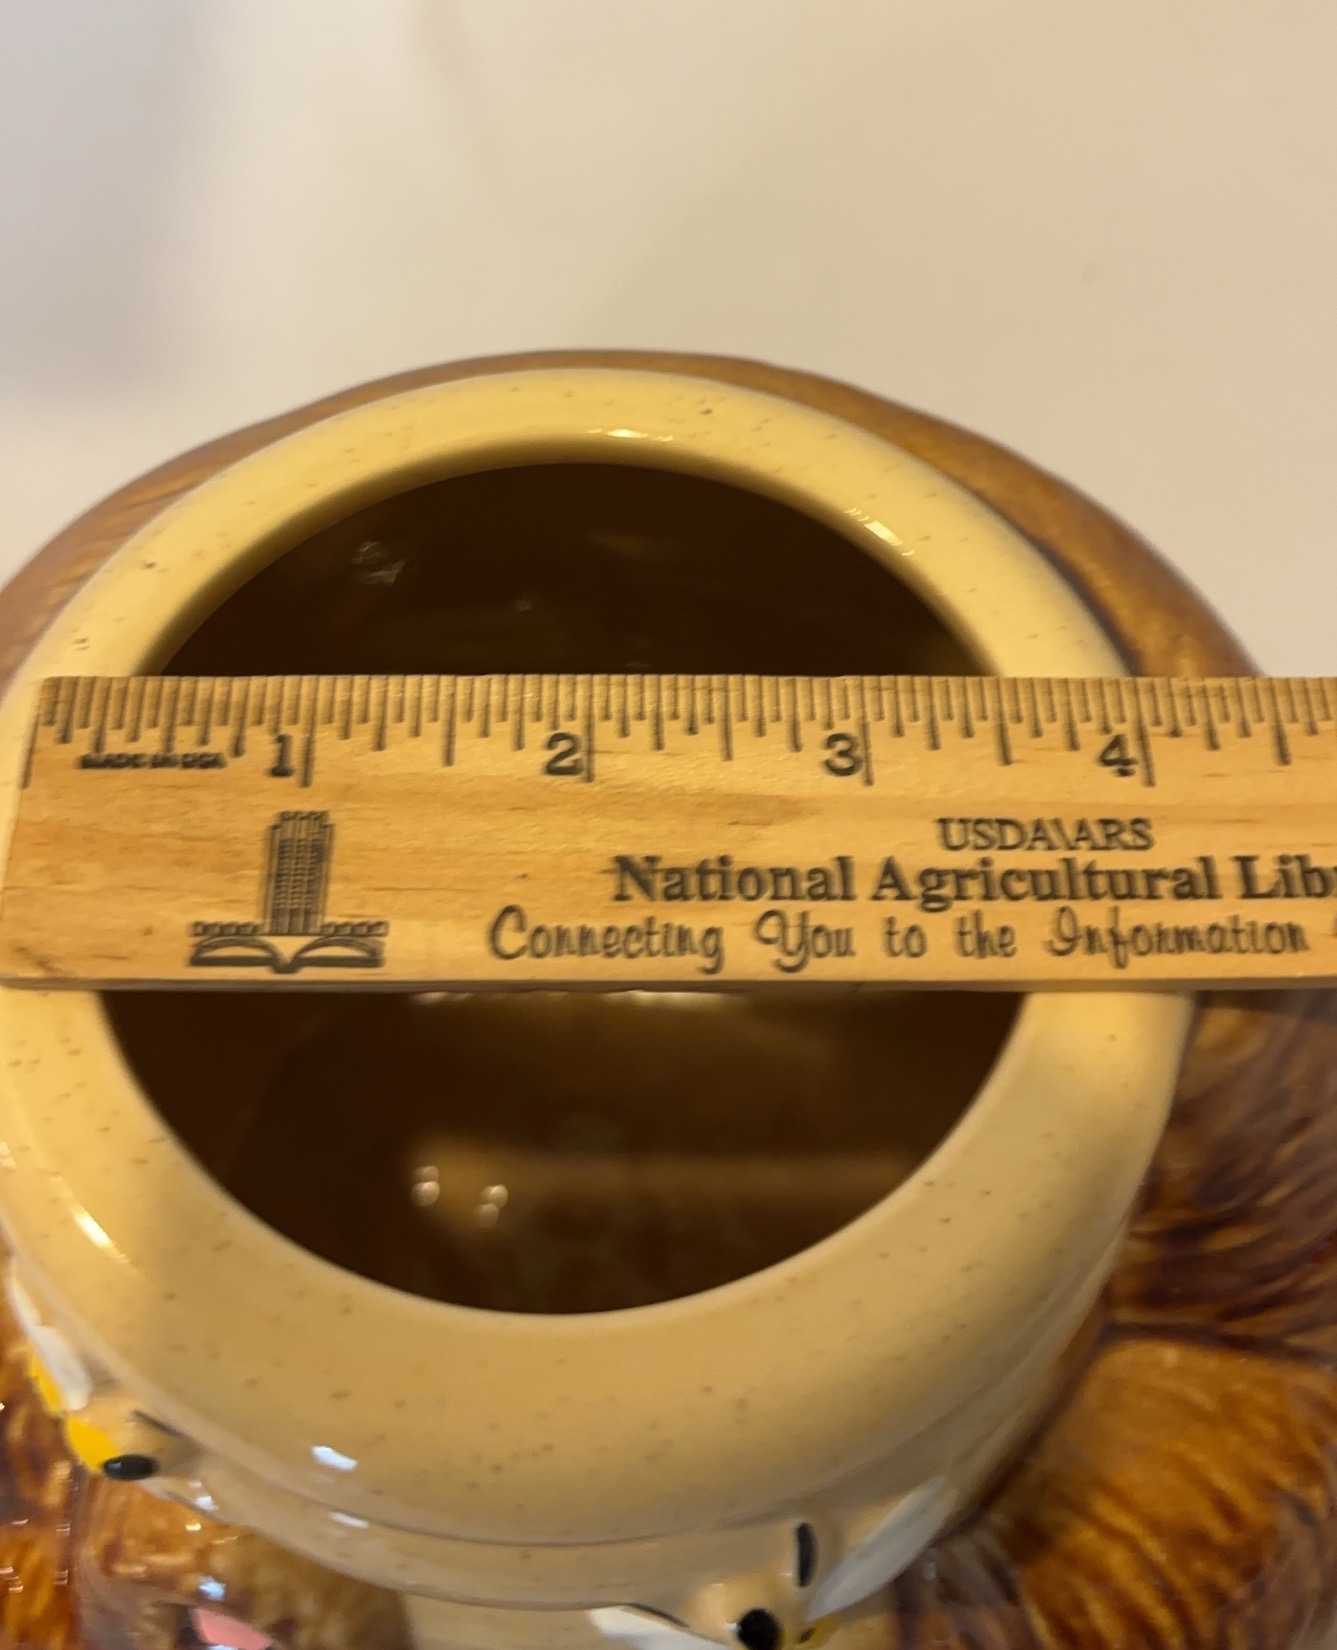 MADE IN USA
1 2 3 4
USDA\ARS
National Agricultural Lib
Connecting You to the Information